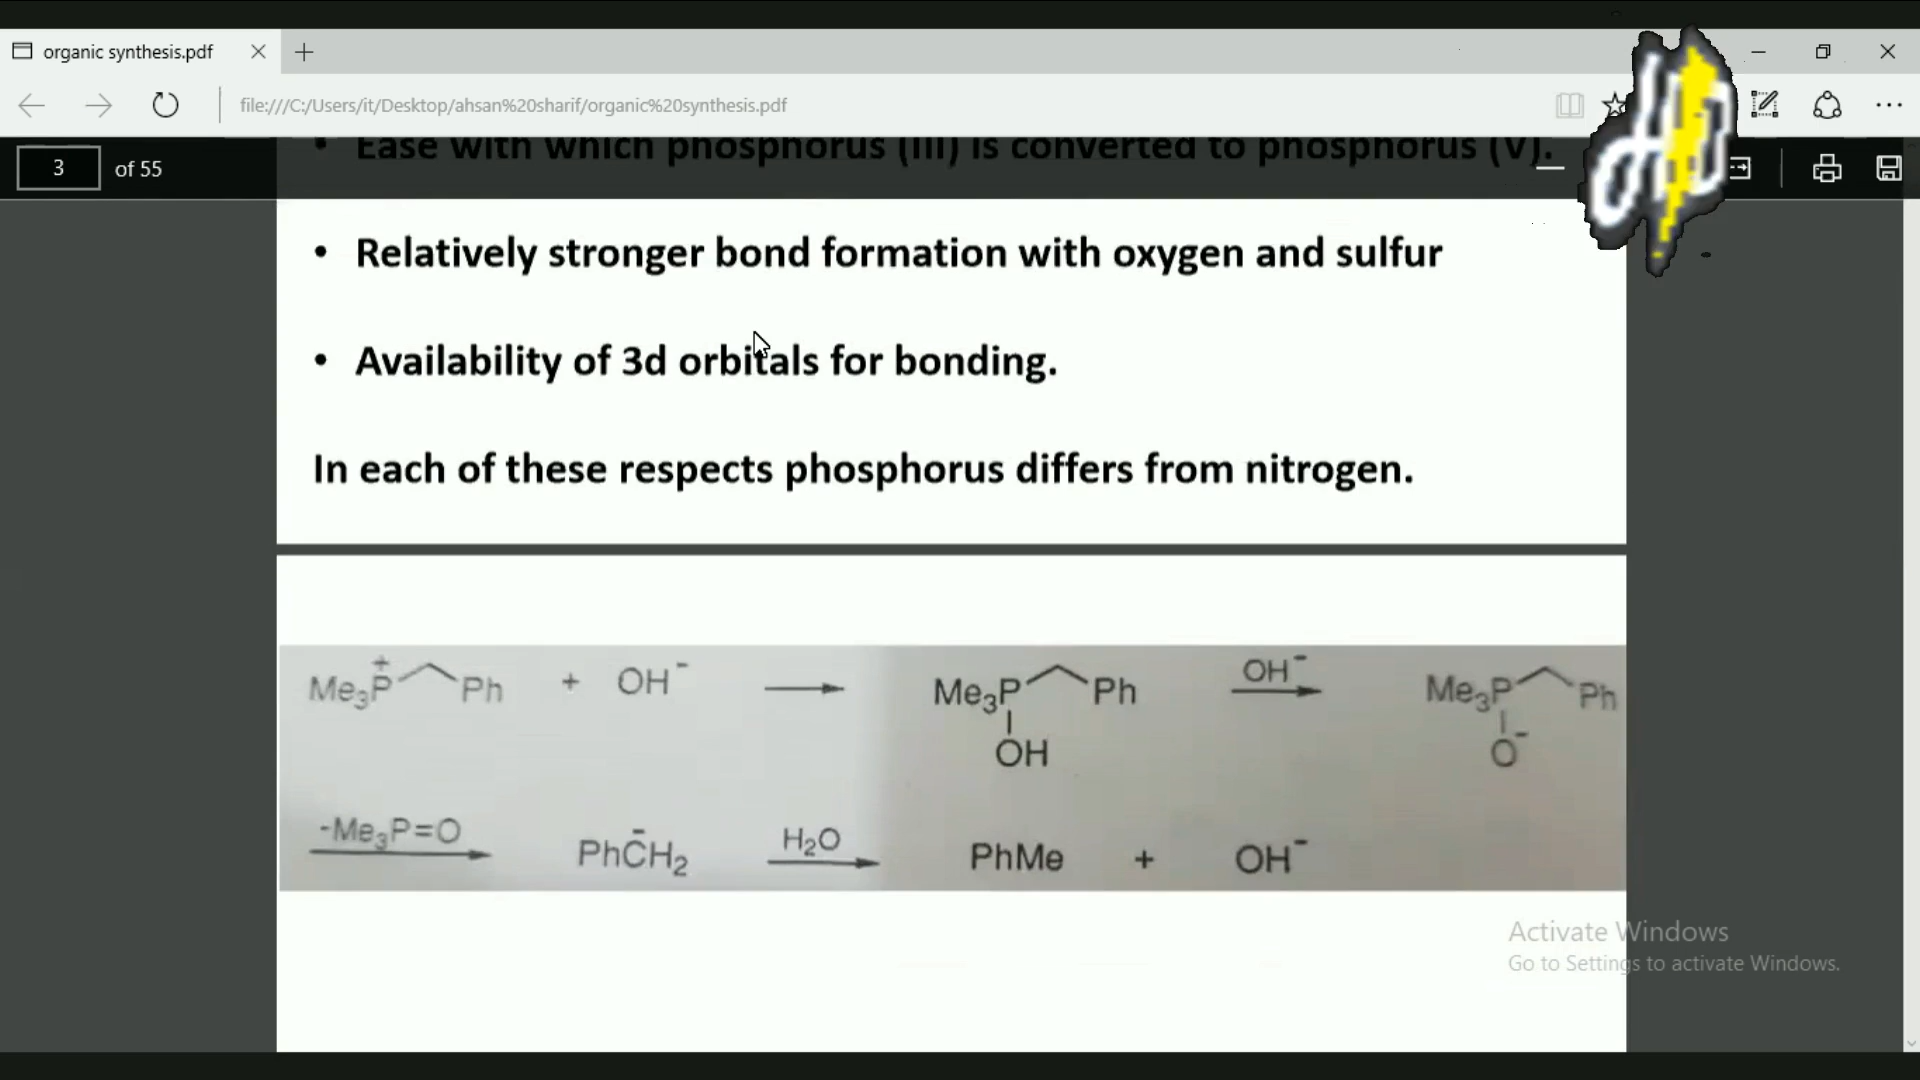 organic synthesis.pdf
file:///C:/Users/it/Desktop/ahsan%20sharif/organic%20synthesis.pdf
3 of 55
• Ease with which phosphorus (III) is converted to phosphorus (V).
• Relatively stronger bond formation with oxygen and sulfur
• Availability of 3d orbitals for bonding.
In each of these respects phosphorus differs from nitrogen.
Me₃P⁺ Ph + OH⁻ → Me₃P Ph OH⁻ → Me₃P Ph
OH O⁻
-Me₃P=O → PhC̄H₂ H₂O → PhMe + OH⁻
Activate Windows
Go to Settings to activate Windows.